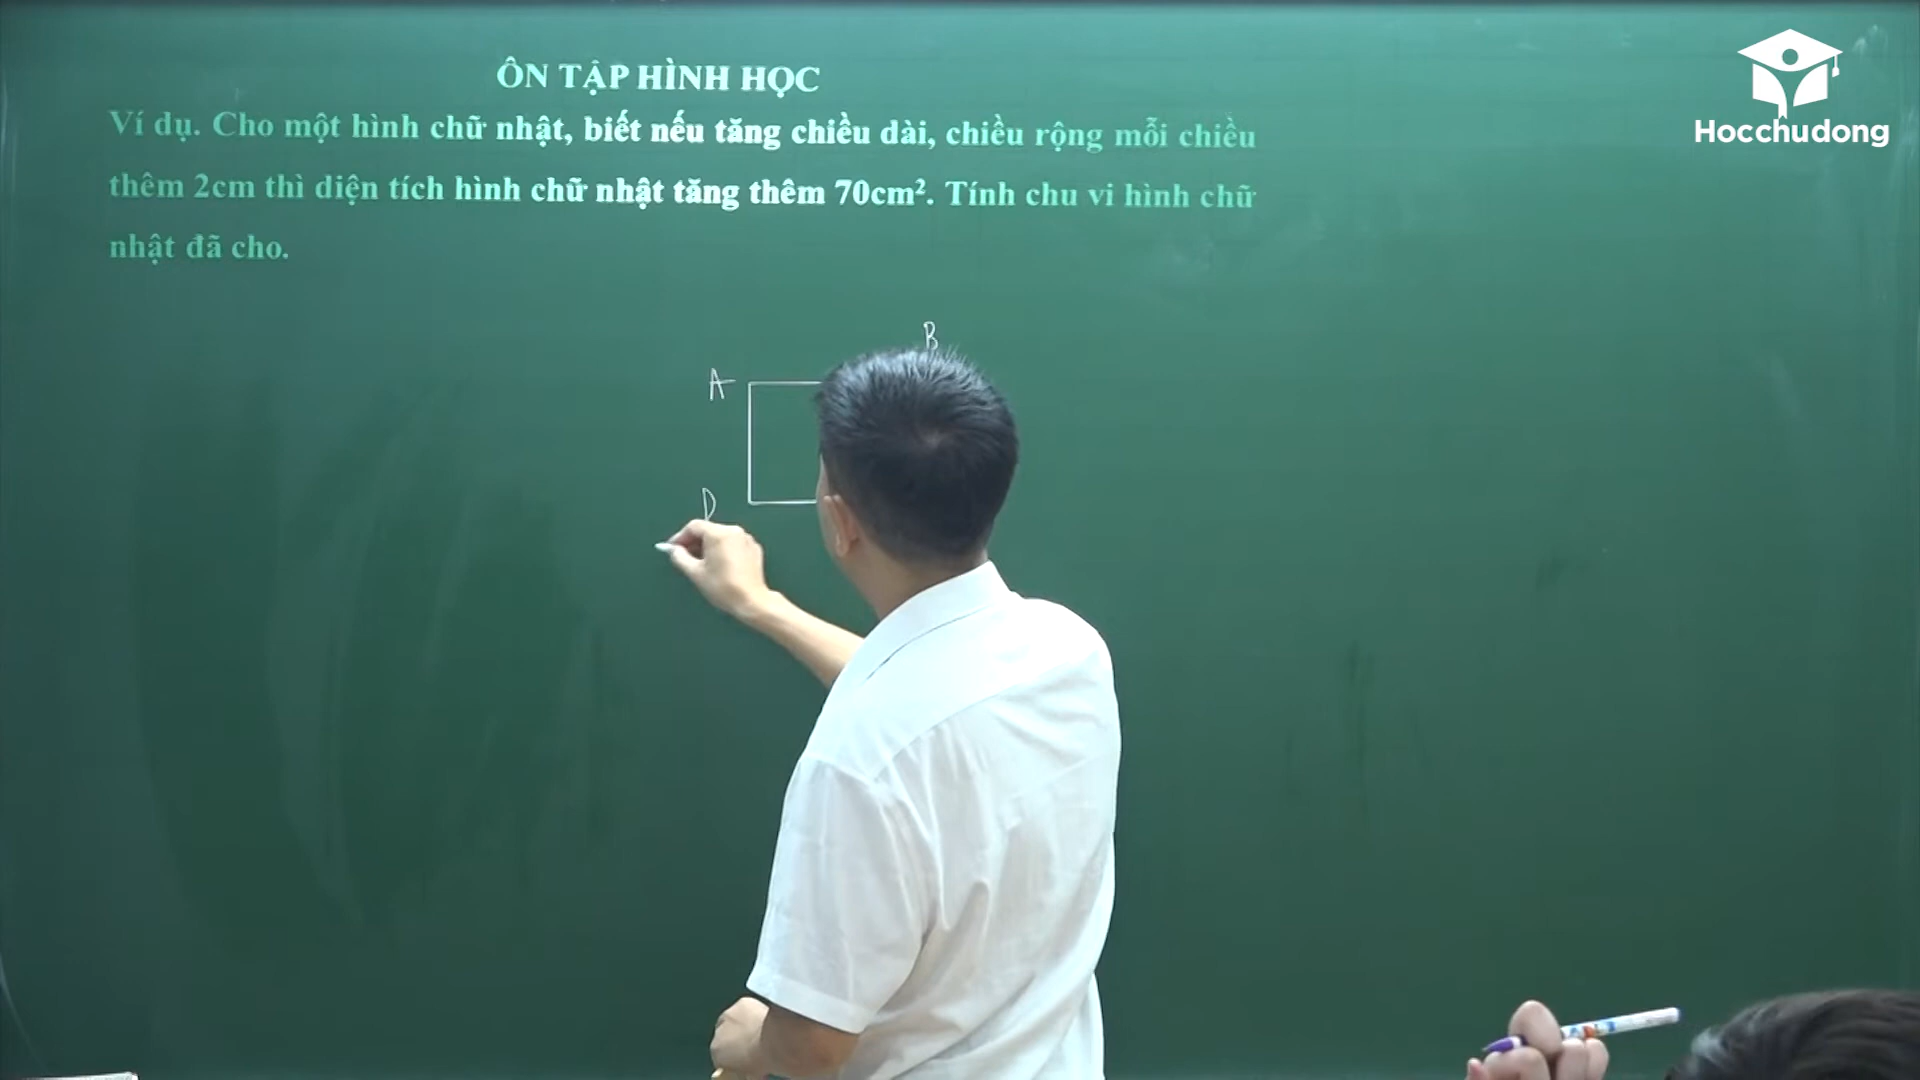 Hocchudong
ÔN TẬP HÌNH HỌC
Ví dụ. Cho một hình chữ nhật, biết nếu tăng chiều dài, chiều rộng mỗi chiều
thêm 2cm thì diện tích hình chữ nhật tăng thêm 70cm². Tính chu vi hình chữ
nhật đã cho.
B
A
D